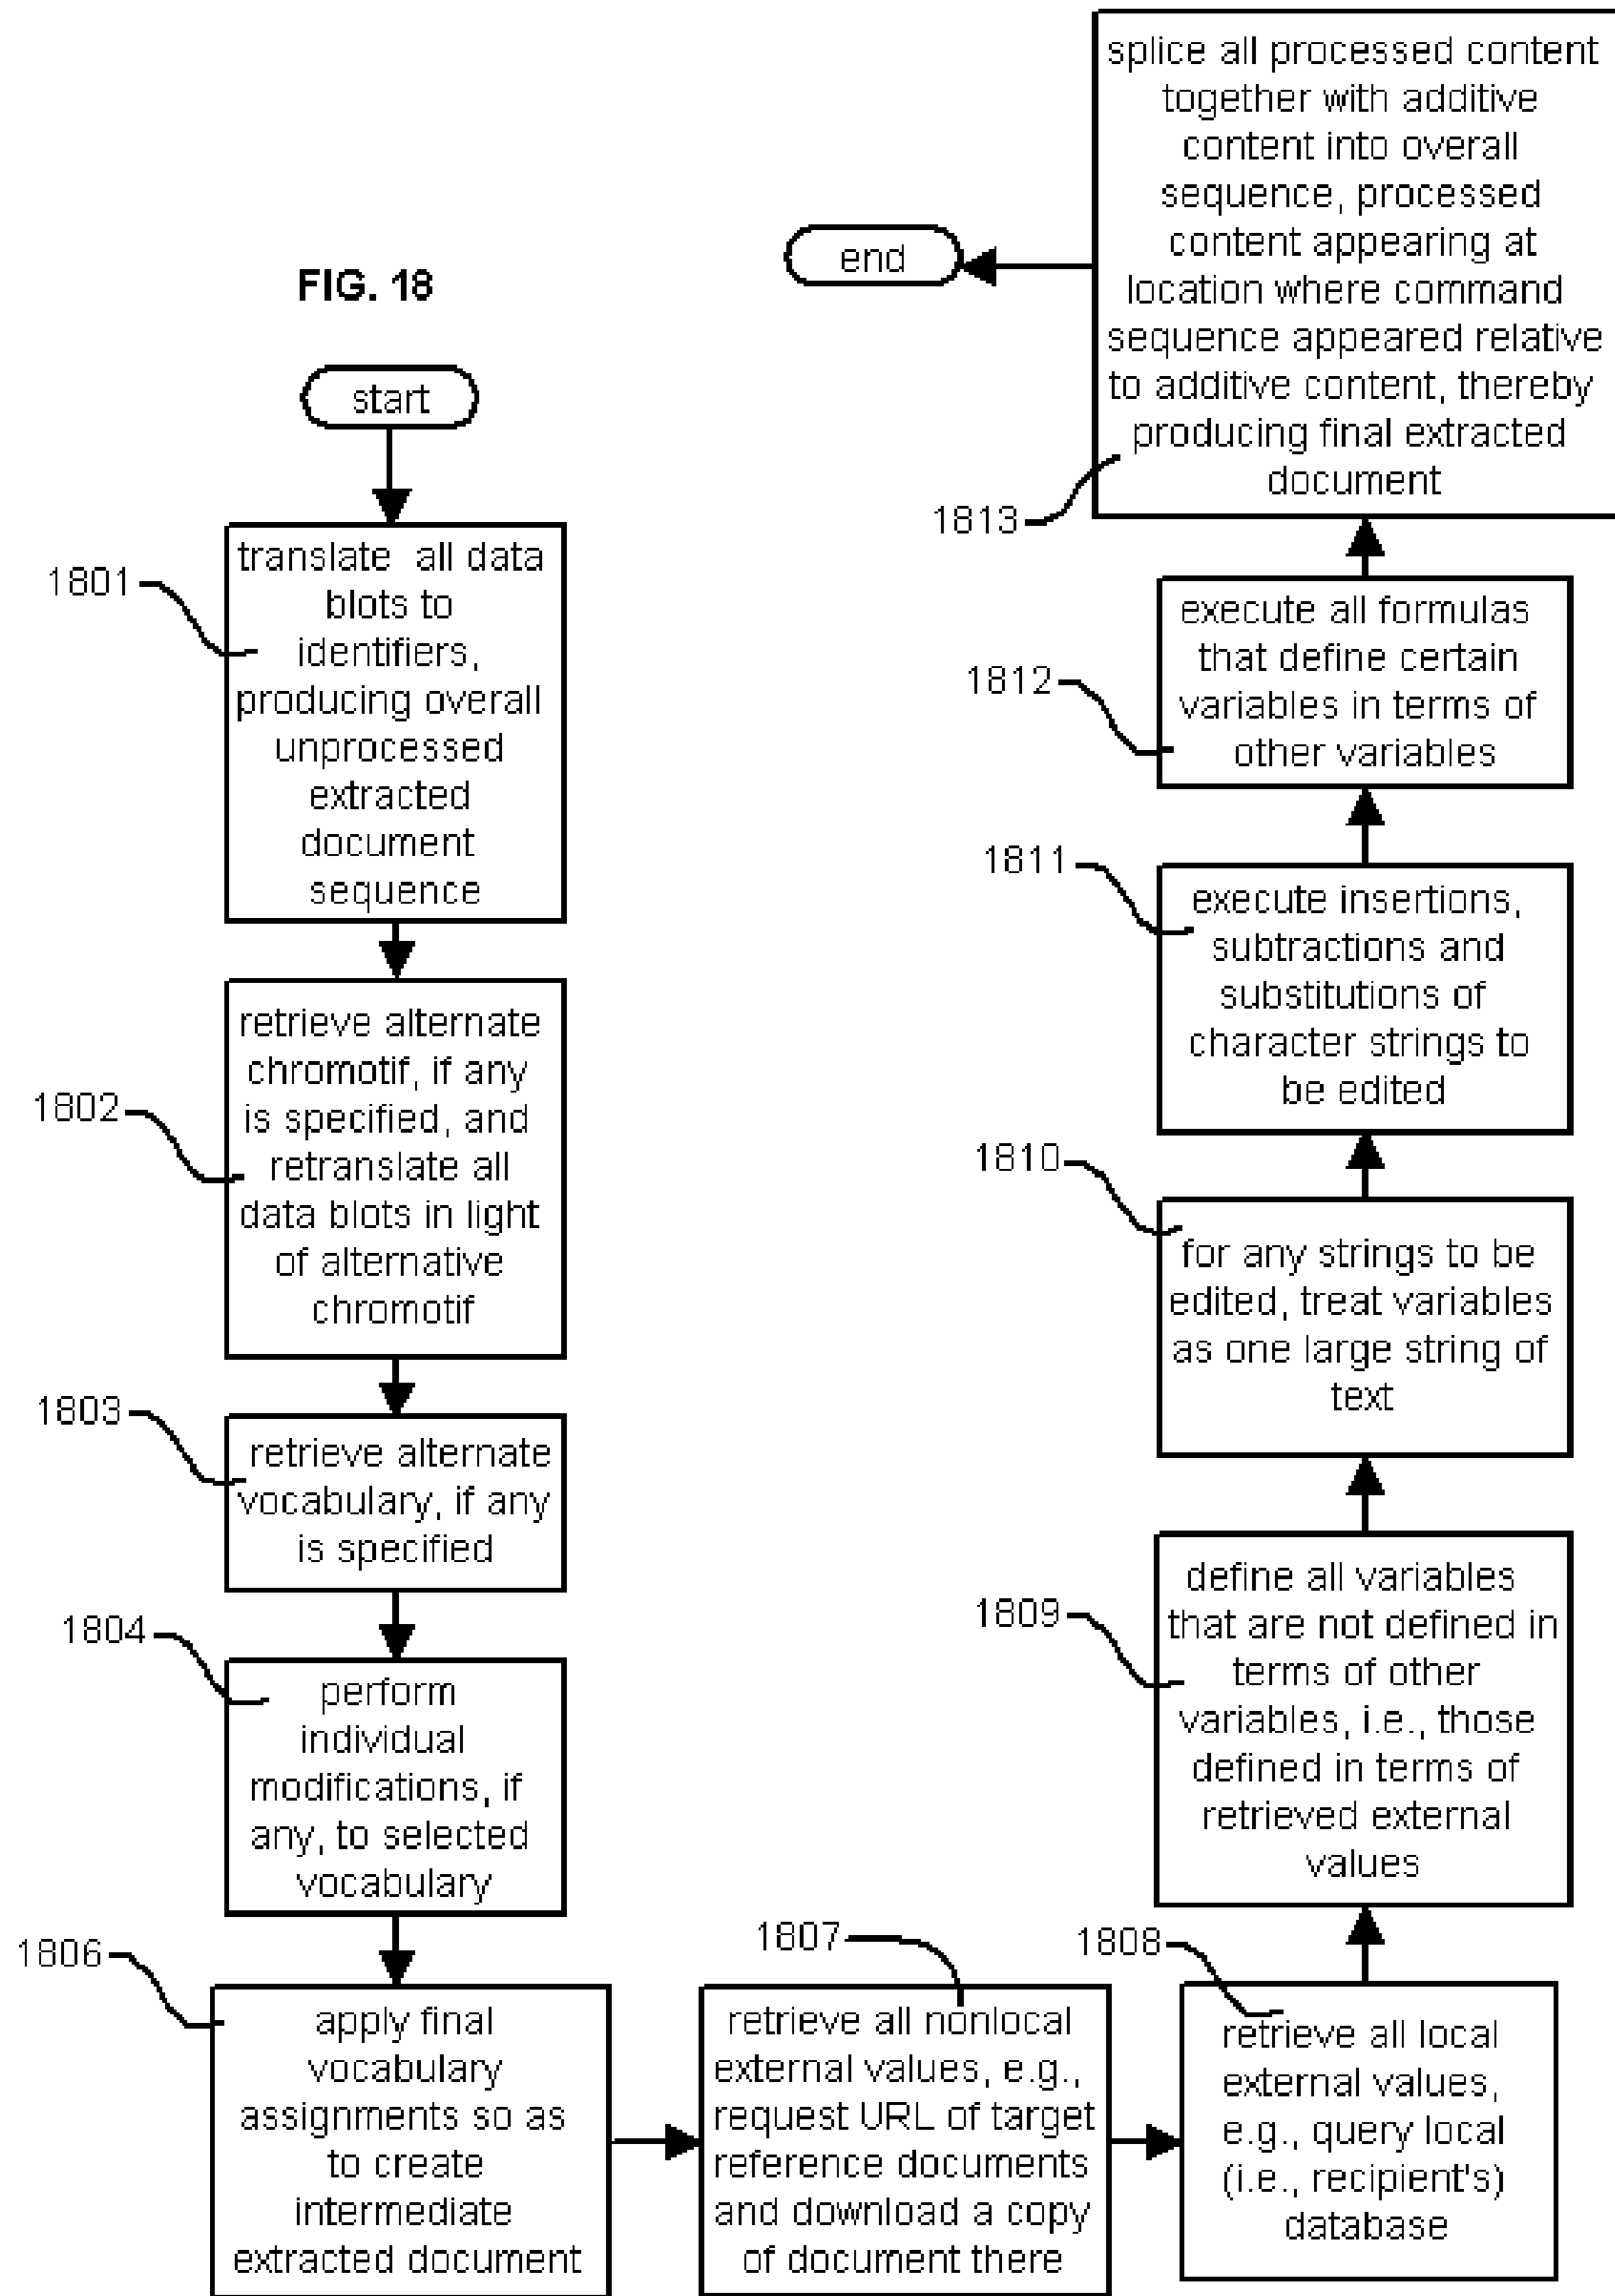 FIG. 18
start
1801
translate all data
blots to
identifiers,
producing overall
unprocessed
extracted
document
sequence
1802
retrieve alternate
chromotif, if any
is specified, and
retranslate all
data blots in light
of alternative
chromotif
1803
retrieve alternate
vocabulary, if any
is specified
1804
perform
individual
modifications, if
any, to selected
vocabulary
1806
apply final
vocabulary
assignments so as
to create
intermediate
extracted document
1807
retrieve all nonlocal
external values, e.g.,
request URL of target
reference documents
and download a copy
of document there
1808
retrieve all local
external values,
e.g., query local
(i.e., recipient's)
database
1809
define all variables
that are not defined in
terms of other
variables, i.e., those
defined in terms of
retrieved external
values
1810
for any strings to be
edited, treat variables
as one large string of
text
1811
execute insertions,
subtractions and
substitutions of
character strings to
be edited
1812
execute all formulas
that define certain
variables in terms of
other variables
1813
splice all processed content
together with additive
content into overall
sequence, processed
content appearing at
location where command
sequence appeared relative
to additive content, thereby
producing final extracted
document
end